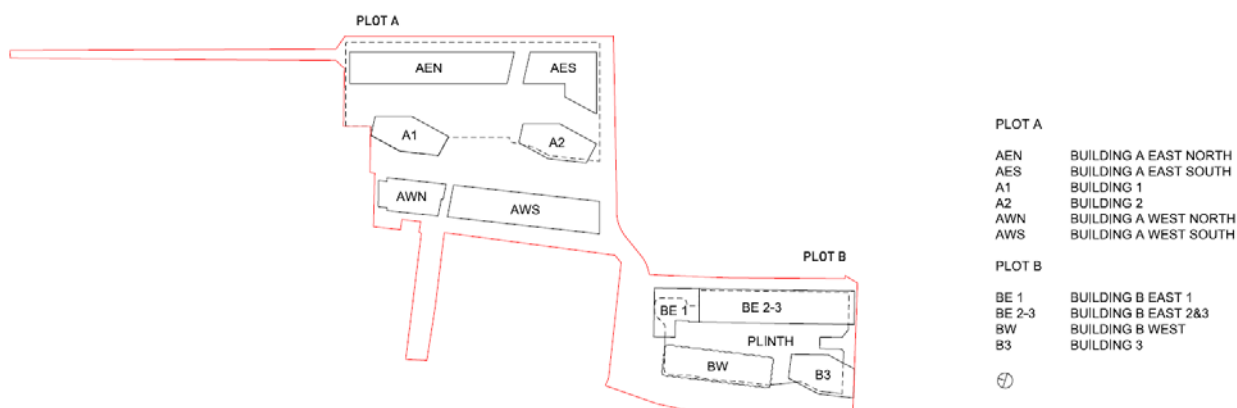 PLOT A
AEN
AES
A1
A2
AWN
AWS
PLOT B
BE 1
BE 2-3
PLINTH
BW
B3
PLOT A
AEN BUILDING A EAST NORTH
AES BUILDING A EAST SOUTH
A1 BUILDING 1
A2 BUILDING 2
AWN BUILDING A WEST NORTH
AWS BUILDING A WEST SOUTH
PLOT B
BE 1 BUILDING B EAST 1
BE 2-3 BUILDING B EAST 2&3
BW BUILDING B WEST
B3 BUILDING 3